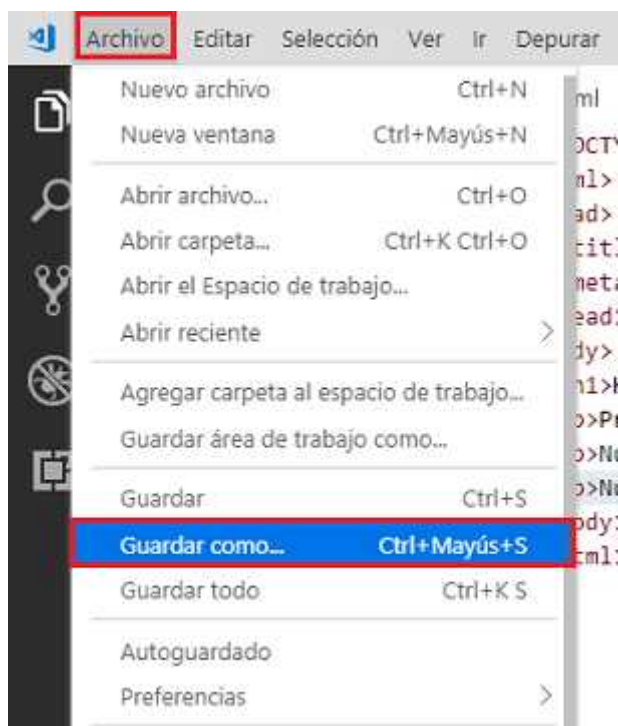 Archivo Editar Selección Ver Ir Depurar
Nuevo archivo Ctrl+N
Nueva ventana Ctrl+Mayús+N
Abrir archivo... Ctrl+O
Abrir carpeta... Ctrl+K Ctrl+O
Abrir el Espacio de trabajo...
Abrir reciente
Agregar carpeta al espacio de trabajo...
Guardar área de trabajo como...
Guardar Ctrl+S
Guardar como... Ctrl+Mayús+S
Guardar todo Ctrl+K S
Autoguardado
Preferencias